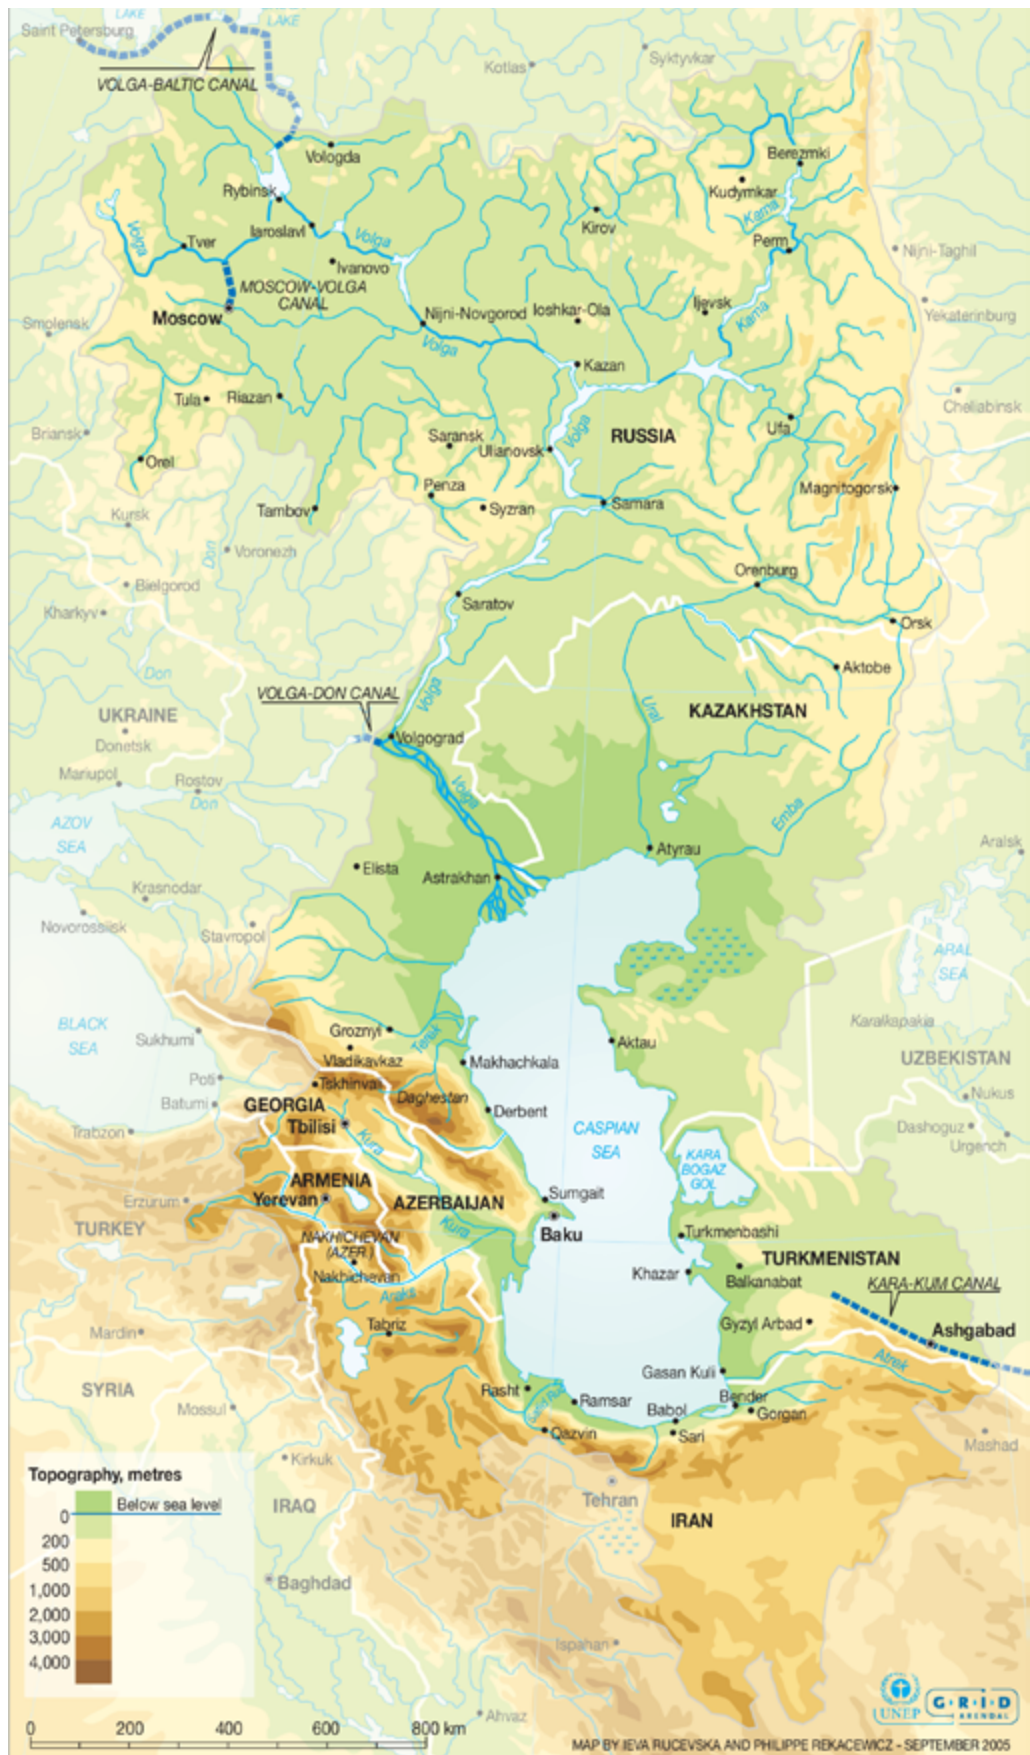 LAKE
LAKE
Saint Petersburg
VOLGA-BALTIC CANAL
Kotlas
Syktyvkar
Vologda
Berezniki
Kudymkar
Rybinsk
Kama
Iaroslavl
Kirov
Volga
Tver
Volga
Perm
Nijni-Taghil
Ivanovo
MOSCOW-VOLGA
CANAL
Moscow
Nijni-Novgorod
Ioshkar-Ola
Ijevsk
Kama
Yekaterinburg
Smolensk
Volga
Kazan
Tula
Riazan
Cheliabinsk
Briansk
Saransk
Volga
RUSSIA
Ufa
Ulianovsk
Orel
Penza
Magnitogorsk
Kursk
Tambov
Syzran
Samara
Don
Voronezh
Orenburg
Bielgorod
Saratov
Kharkyv
Orsk
Don
Aktobe
VOLGA-DON CANAL
Volga
Ural
KAZAKHSTAN
UKRAINE
Donetsk
Volgograd
Mariupol
Rostov
Don
Volga
Emba
AZOV
SEA
Atyrau
Aralsk
Elista
Astrakhan
Krasnodar
Novorossiisk
Stavropol
ARAL
SEA
BLACK
SEA
Groznyi
Terek
Karalkapakia
Sukhumi
Vladikavkaz
Makhachkala
Aktau
UZBEKISTAN
Poti
Tskhinvali
Daghestan
Nukus
Batumi
GEORGIA
Derbent
Tbilisi
Trabzon
Kura
CASPIAN
SEA
Dashoguz
Urgench
KARA
BOGAZ
GOL
ARMENIA
Erzurum
Yerevan
AZERBAIJAN
Sumgait
TURKEY
NAKHICHEVAN
(AZER.)
Kura
Baku
Turkmenbashi
Nakhichevan
Khazar
TURKMENISTAN
Balkanabat
KARA-KUM CANAL
Araks
Mardin
Tabriz
Gyzyl Arbad
Ashgabad
Atrek
SYRIA
Gasan Kuli
Rasht
Ramsar
Bender
Mossul
Babol
Gorgan
Qazvin
Sari
Mashad
Kirkuk
Tehran
IRAQ
IRAN
Baghdad
Ispahan
Ahvaz
Topography, metres
Below sea level
0
200
500
1,000
2,000
3,000
4,000
0
200
400
600
800 km
UNEP
GRID
ARENDAL
MAP BY IEVA RUCEVSKA AND PHILIPPE REKACEWICZ - SEPTEMBER 2005